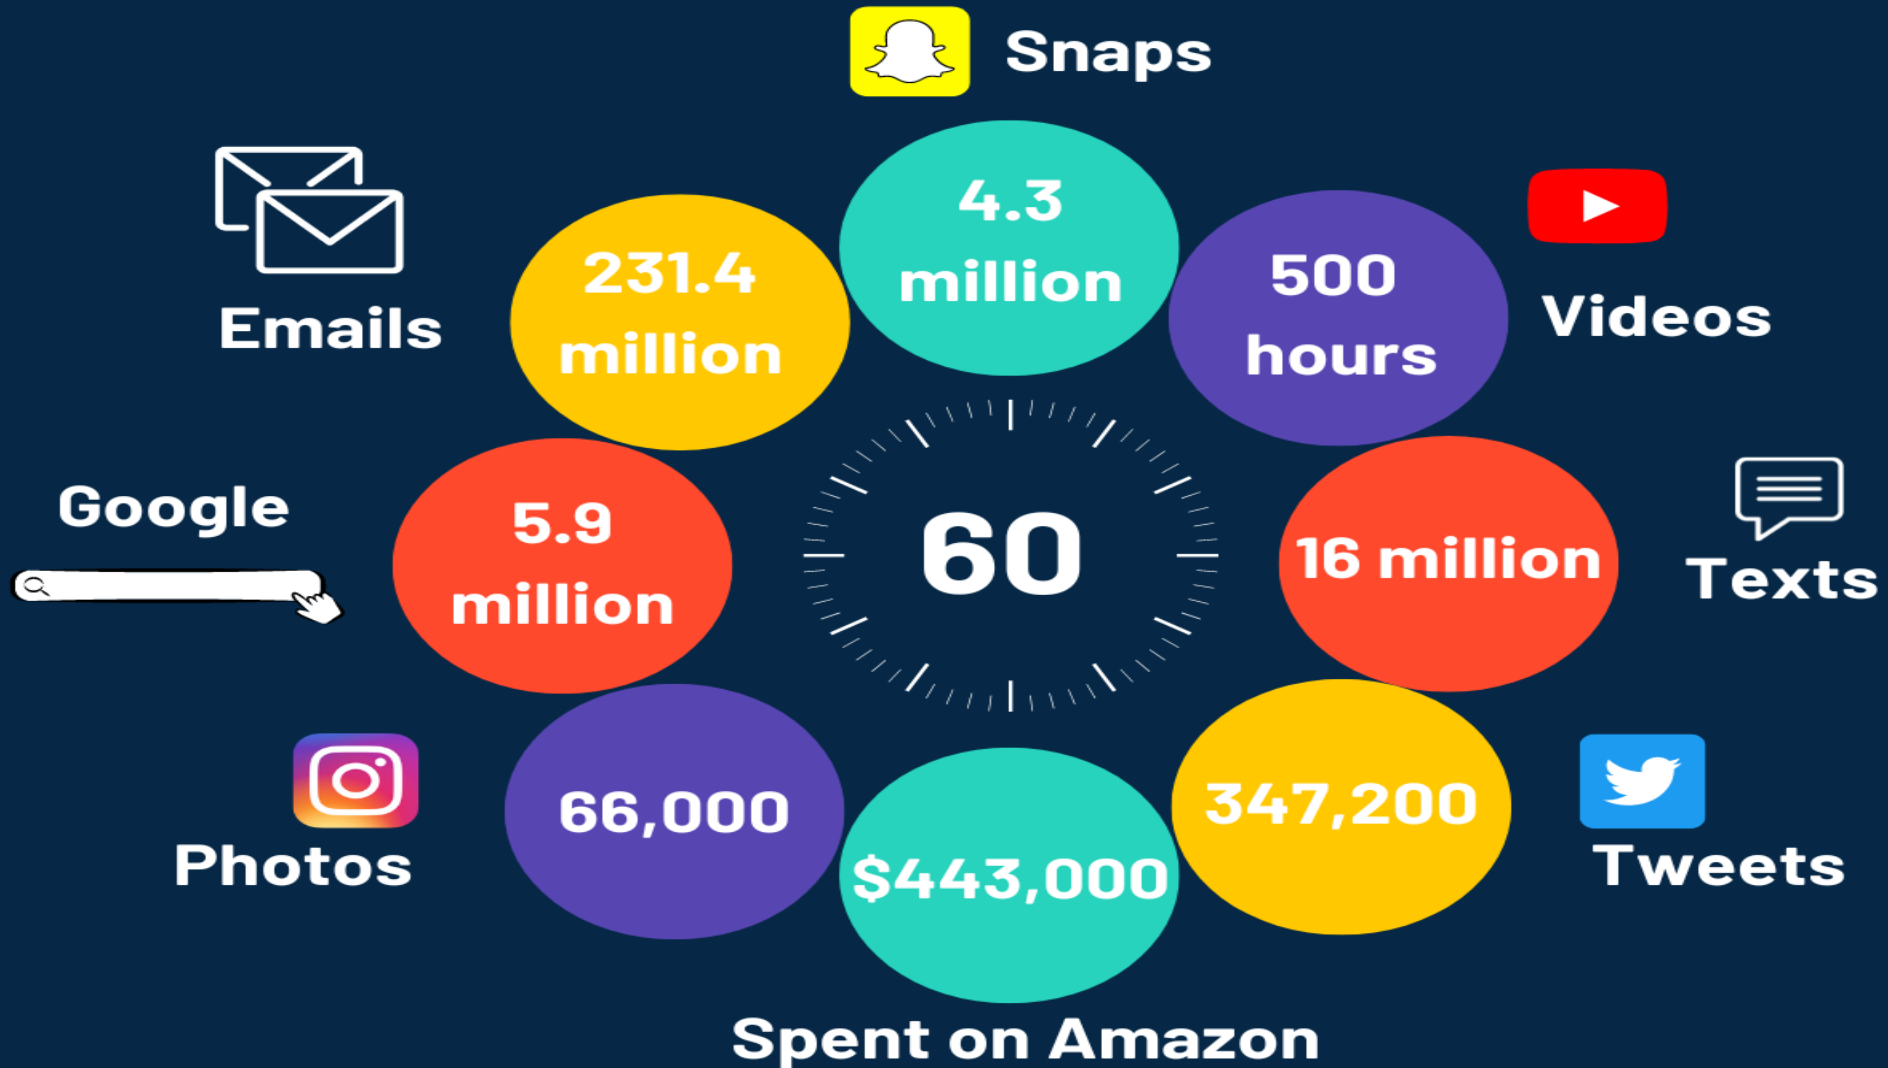 Snaps
4.3
million
Emails
231.4
million
500
hours
Videos
Google
5.9
million
60
16 million
Texts
Photos
66,000
$443,000
347,200
Tweets
Spent on Amazon